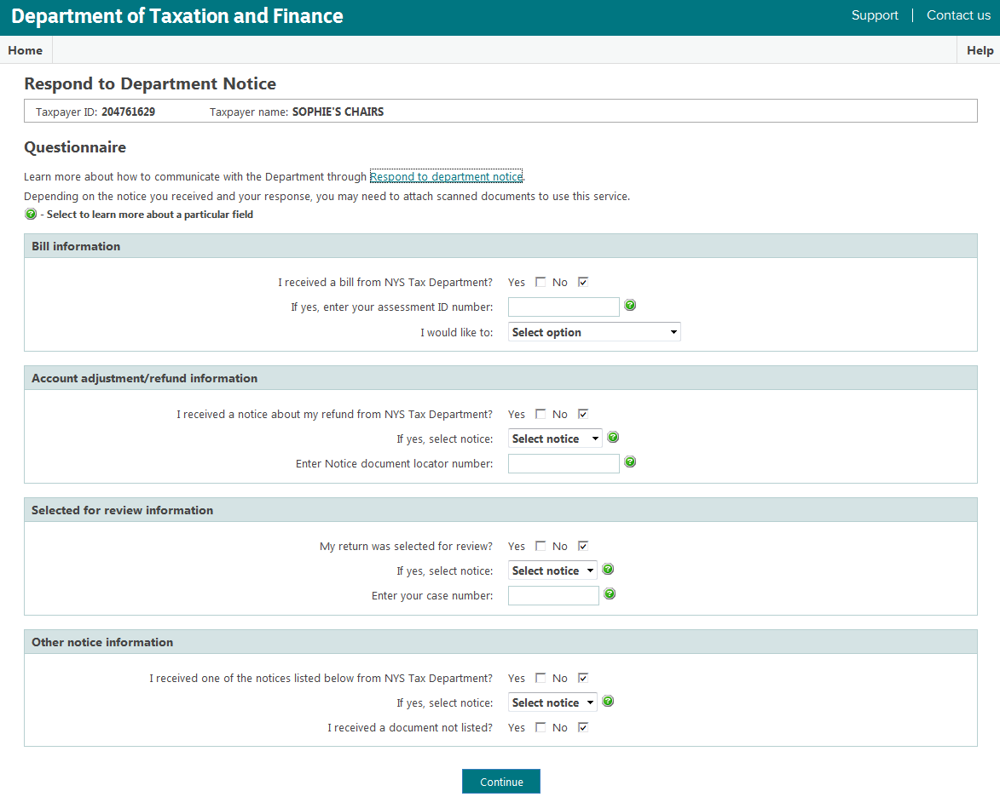 Department of Taxation and Finance
Support | Contact us
Home
Help
Respond to Department Notice
Taxpayer ID: 204761629 Taxpayer name: SOPHIE'S CHAIRS
Questionnaire
Learn more about how to communicate with the Department through Respond to department notice.
Depending on the notice you received and your response, you may need to attach scanned documents to use this service.
? - Select to learn more about a particular field
Bill information
I received a bill from NYS Tax Department? Yes No
If yes, enter your assessment ID number: ?
I would like to: Select option
Account adjustment/refund information
I received a notice about my refund from NYS Tax Department? Yes No
If yes, select notice: Select notice ?
Enter Notice document locator number: ?
Selected for review information
My return was selected for review? Yes No
If yes, select notice: Select notice ?
Enter your case number: ?
Other notice information
I received one of the notices listed below from NYS Tax Department? Yes No
If yes, select notice: Select notice ?
I received a document not listed? Yes No
Continue